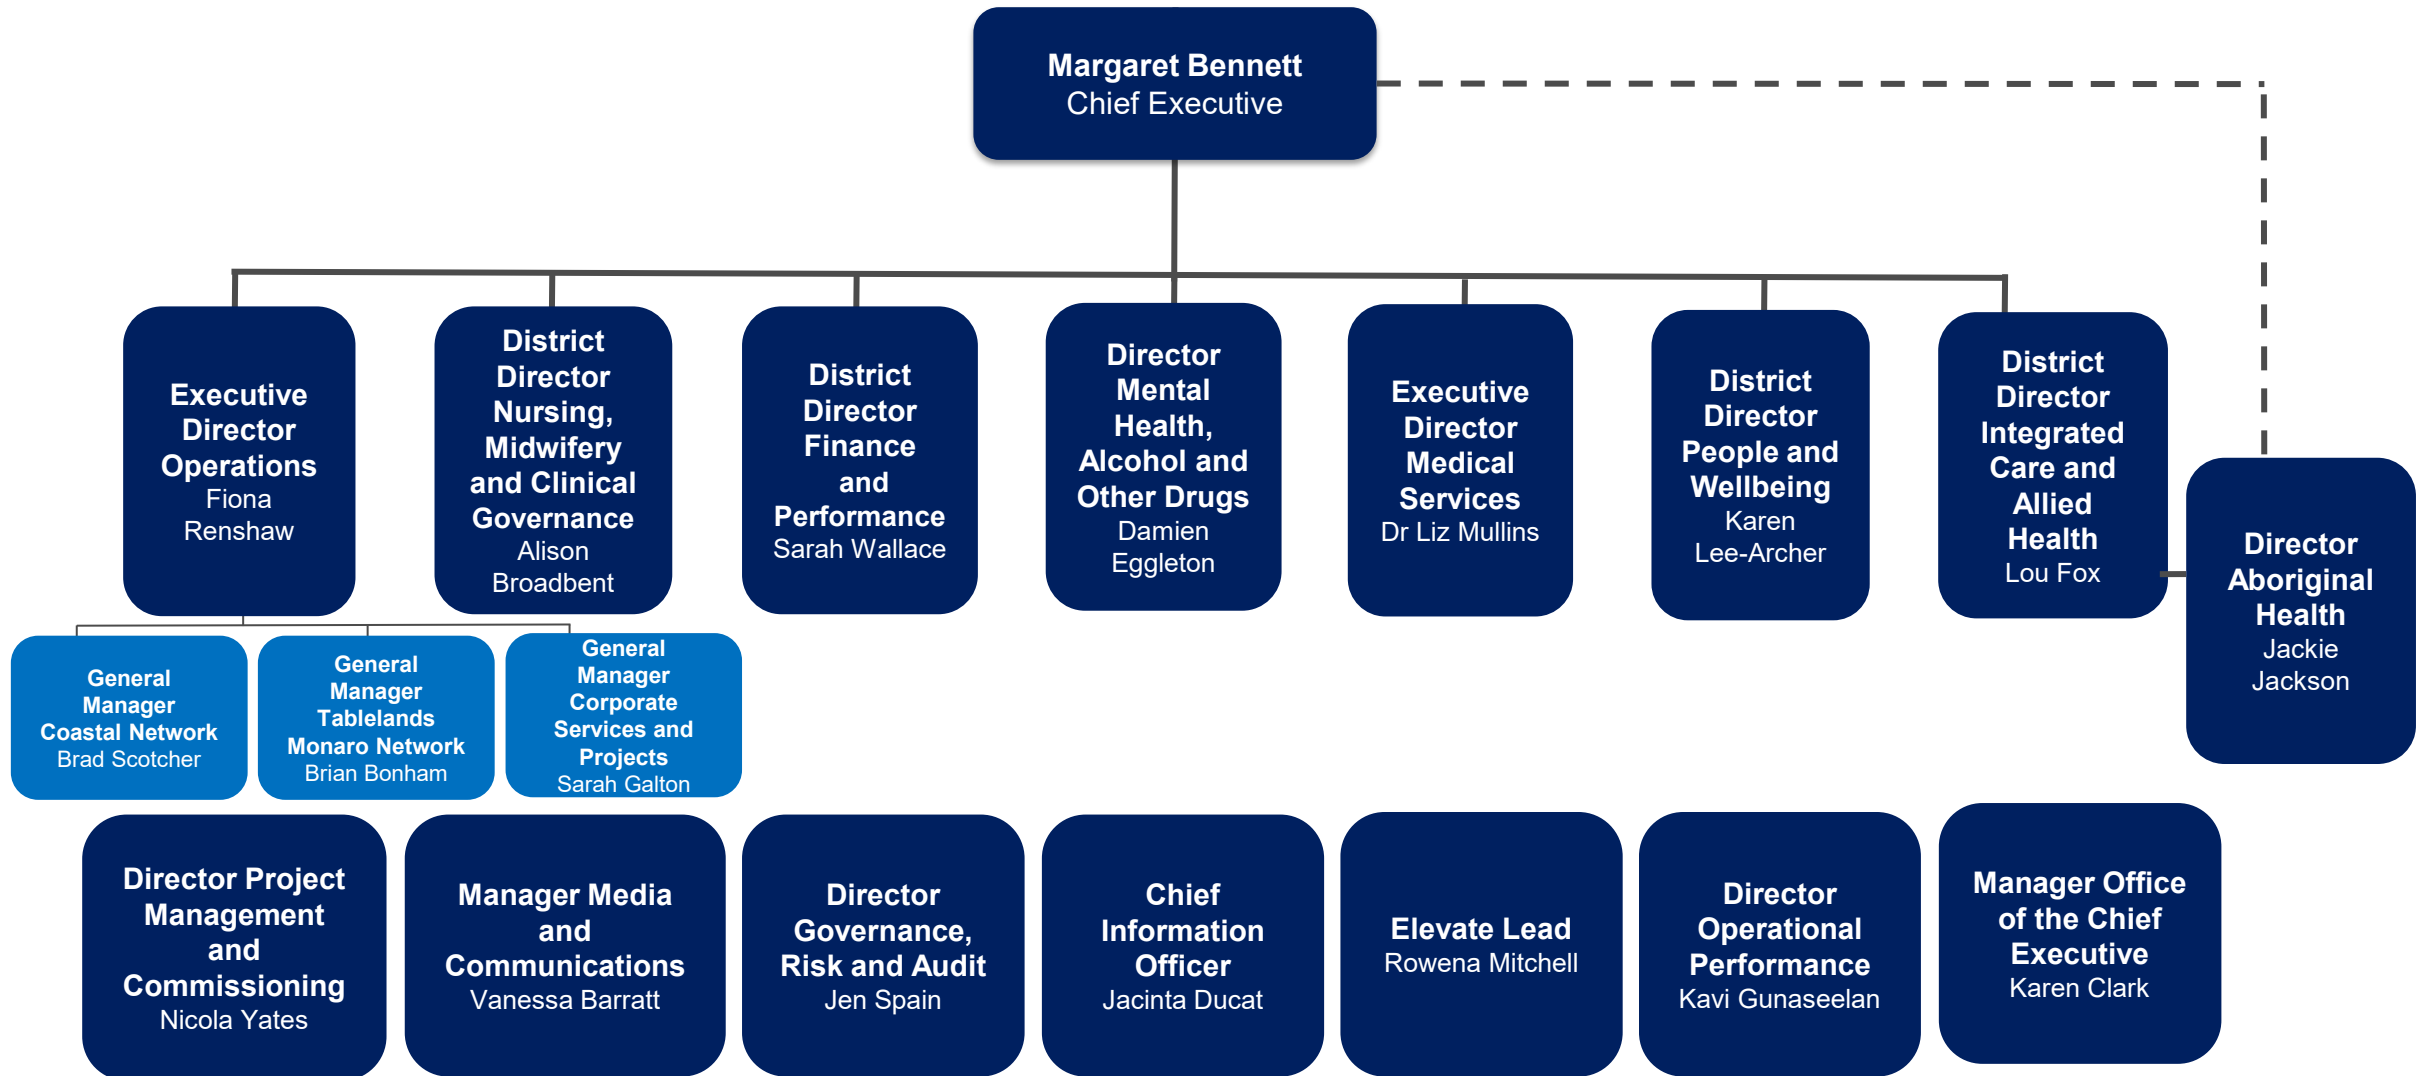 Margaret Bennett
Chief Executive
Executive
Director
Operations
Fiona
Renshaw
District
Director
Nursing,
Midwifery
and Clinical
Governance
Alison
Broadbent
District
Director
Finance
and
Performance
Sarah Wallace
Director
Mental
Health,
Alcohol and
Other Drugs
Damien
Eggleton
Executive
Director
Medical
Services
Dr Liz Mullins
District
Director
People and
Wellbeing
Karen
Lee-Archer
District
Director
Integrated
Care and
Allied
Health
Lou Fox
Director
Aboriginal
Health
Jackie
Jackson
General
Manager
Coastal Network
Brad Scotcher
General
Manager
Tablelands
Monaro Network
Brian Bonham
General
Manager
Corporate
Services and
Projects
Sarah Galton
Director Project
Management
and
Commissioning
Nicola Yates
Manager Media
and
Communications
Vanessa Barratt
Director
Governance,
Risk and Audit
Jen Spain
Chief
Information
Officer
Jacinta Ducat
Elevate Lead
Rowena Mitchell
Director
Operational
Performance
Kavi Gunaseelan
Manager Office
of the Chief
Executive
Karen Clark